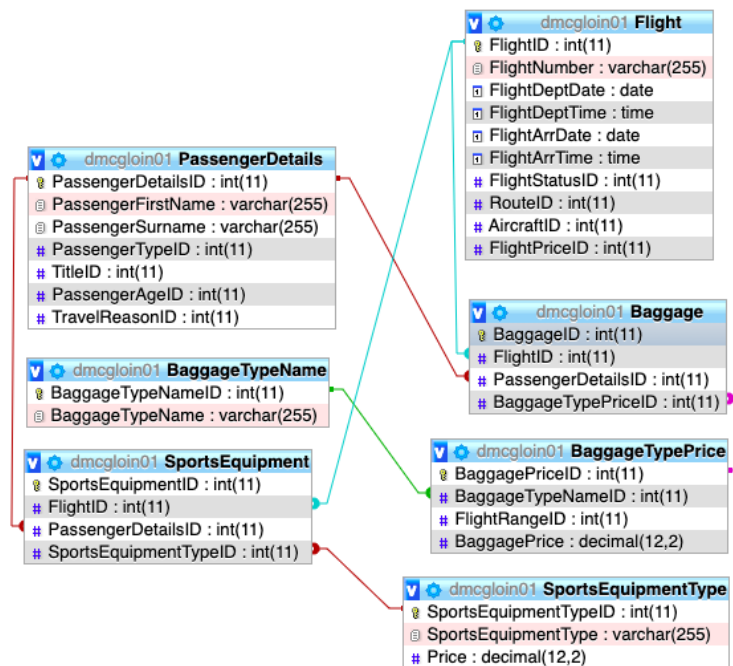 dmcgloin01 Flight
FlightID : int(11)
FlightNumber : varchar(255)
FlightDeptDate : date
FlightDeptTime : time
FlightArrDate : date
FlightArrTime : time
FlightStatusID : int(11)
RouteID : int(11)
AircraftID : int(11)
FlightPriceID : int(11)
dmcgloin01 PassengerDetails
PassengerDetailsID : int(11)
PassengerFirstName : varchar(255)
PassengerSurname : varchar(255)
PassengerTypeID : int(11)
TitleID : int(11)
PassengerAgeID : int(11)
TravelReasonID : int(11)
dmcgloin01 Baggage
BaggageID : int(11)
FlightID : int(11)
PassengerDetailsID : int(11)
BaggageTypePriceID : int(11)
dmcgloin01 BaggageTypeName
BaggageTypeNameID : int(11)
BaggageTypeName : varchar(255)
dmcgloin01 BaggageTypePrice
BaggagePriceID : int(11)
BaggageTypeNameID : int(11)
FlightRangeID : int(11)
BaggagePrice : decimal(12,2)
dmcgloin01 SportsEquipment
SportsEquipmentID : int(11)
FlightID : int(11)
PassengerDetailsID : int(11)
SportsEquipmentTypeID : int(11)
dmcgloin01 SportsEquipmentType
SportsEquipmentTypeID : int(11)
SportsEquipmentType : varchar(255)
Price : decimal(12,2)